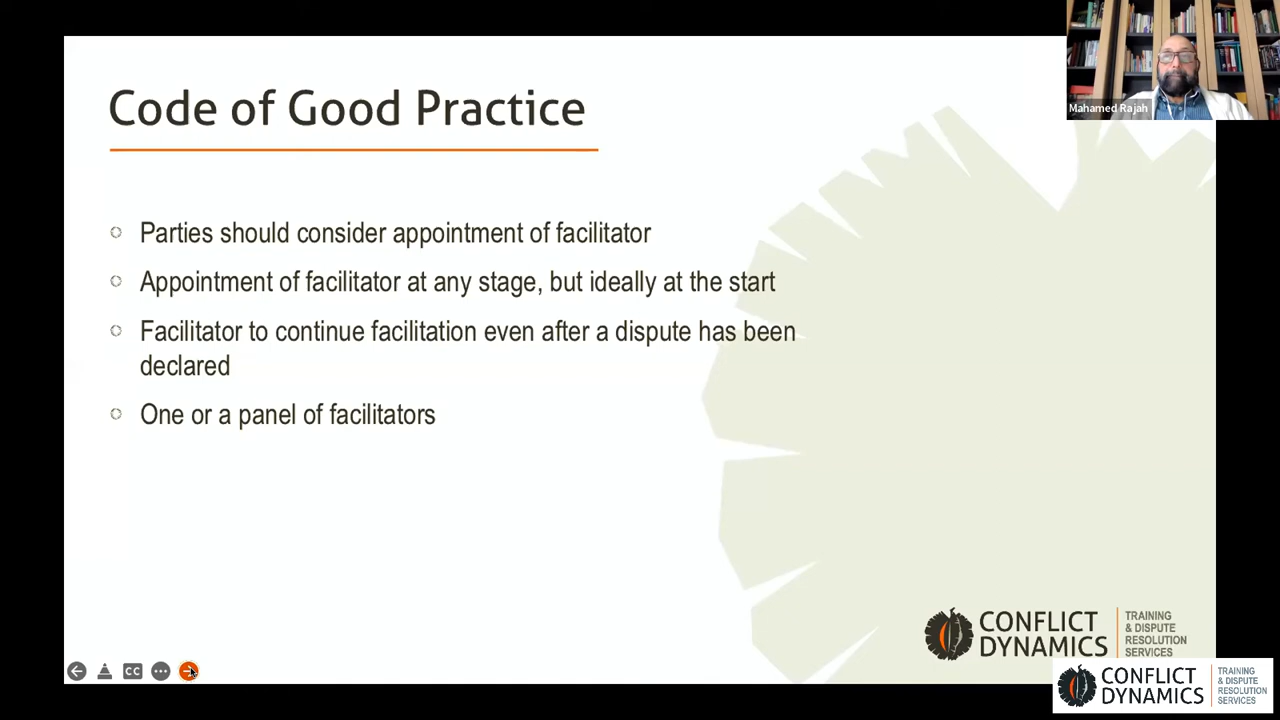 Mahamed Rajah
Code of Good Practice
Parties should consider appointment of facilitator
Appointment of facilitator at any stage, but ideally at the start
Facilitator to continue facilitation even after a dispute has been
declared
One or a panel of facilitators
CONFLICT
DYNAMICS
TRAINING
& DISPUTE
RESOLUTION
SERVICES
CC
CONFLICT
DYNAMICS
TRAINING
& DISPUTE
RESOLUTION
SERVICES